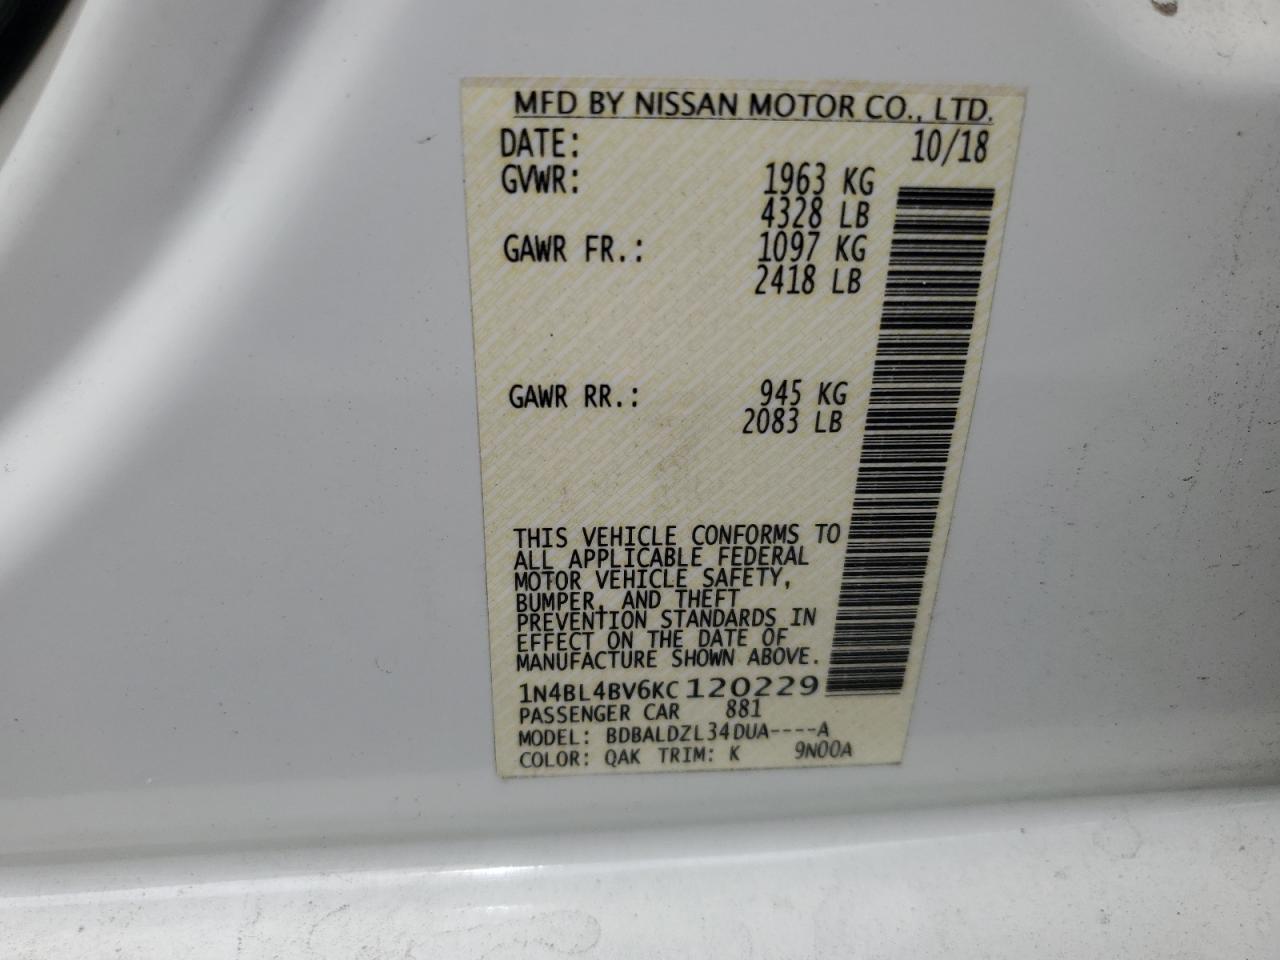 MFD BY NISSAN MOTOR CO., LTD.
DATE: 10/18
GVWR: 1963 KG
4328 LB
GAWR FR.: 1097 KG
2418 LB
GAWR RR.: 945 KG
2083 LB
THIS VEHICLE CONFORMS TO
ALL APPLICABLE FEDERAL
MOTOR VEHICLE SAFETY,
BUMPER, AND THEFT
PREVENTION STANDARDS IN
EFFECT ON THE DATE OF
MANUFACTURE SHOWN ABOVE.
1N4BL4BV6KC120229
PASSENGER CAR 881
MODEL: BDBALDZL34DUA----A
COLOR: QAK TRIM: K 9N00A